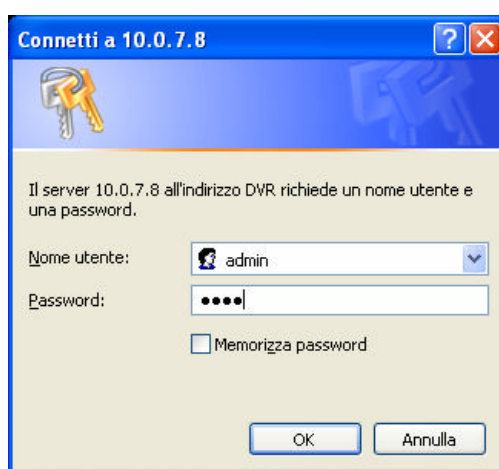 Connetti a 10.0.7.8
Il server 10.0.7.8 all'indirizzo DVR richiede un nome utente e
una password.
Nome utente:
admin
Password:
••••
Memorizza password
OK
Annulla